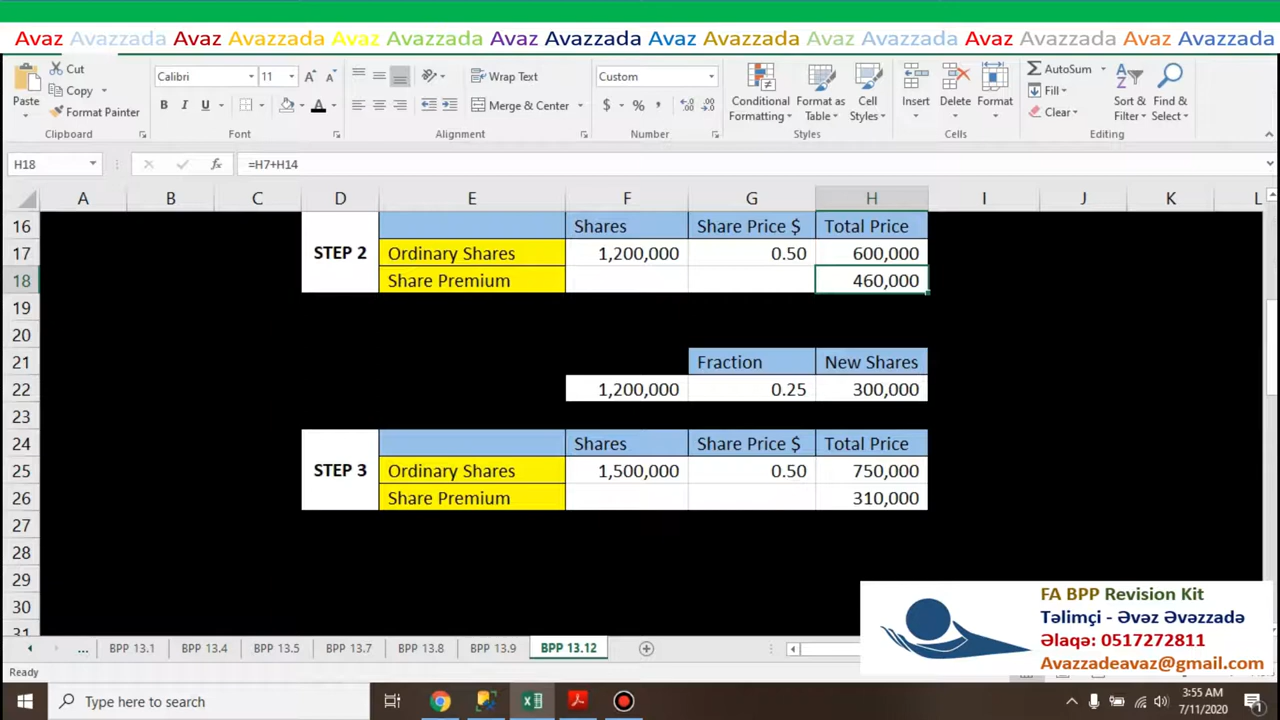 Avaz Avazzada Avaz Avazzada Avaz Avazzada Avaz Avazzada Avaz Avazzada Avaz Avazzada Avaz Avazzada Avaz Avazzada
Cut
Copy
Format Painter
Paste
Clipboard
Calibri 11
B I U
Font
Wrap Text
Merge & Center
Alignment
Custom
$ % ,
Number
Conditional Formatting
Format as Table
Cell Styles
Styles
Insert
Delete
Format
Cells
AutoSum
Fill
Clear
Sort & Filter
Find & Select
Editing
H18 fx =H7+H14
A B C D E F G H I J K L
16 Shares Share Price $ Total Price
17 STEP 2 Ordinary Shares 1,200,000 0.50 600,000
18 Share Premium 460,000
19
20
21 Fraction New Shares
22 1,200,000 0.25 300,000
23
24 Shares Share Price $ Total Price
25 STEP 3 Ordinary Shares 1,500,000 0.50 750,000
26 Share Premium 310,000
27
28
29
30
31
FA BPP Revision Kit
Təlimçi - Əvəz Əvəzzadə
Əlaqə: 0517272811
Avazzadeavaz@gmail.com
... BPP 13.1 BPP 13.4 BPP 13.5 BPP 13.7 BPP 13.8 BPP 13.9 BPP 13.12
Ready
Type here to search
3:55 AM
7/11/2020
1